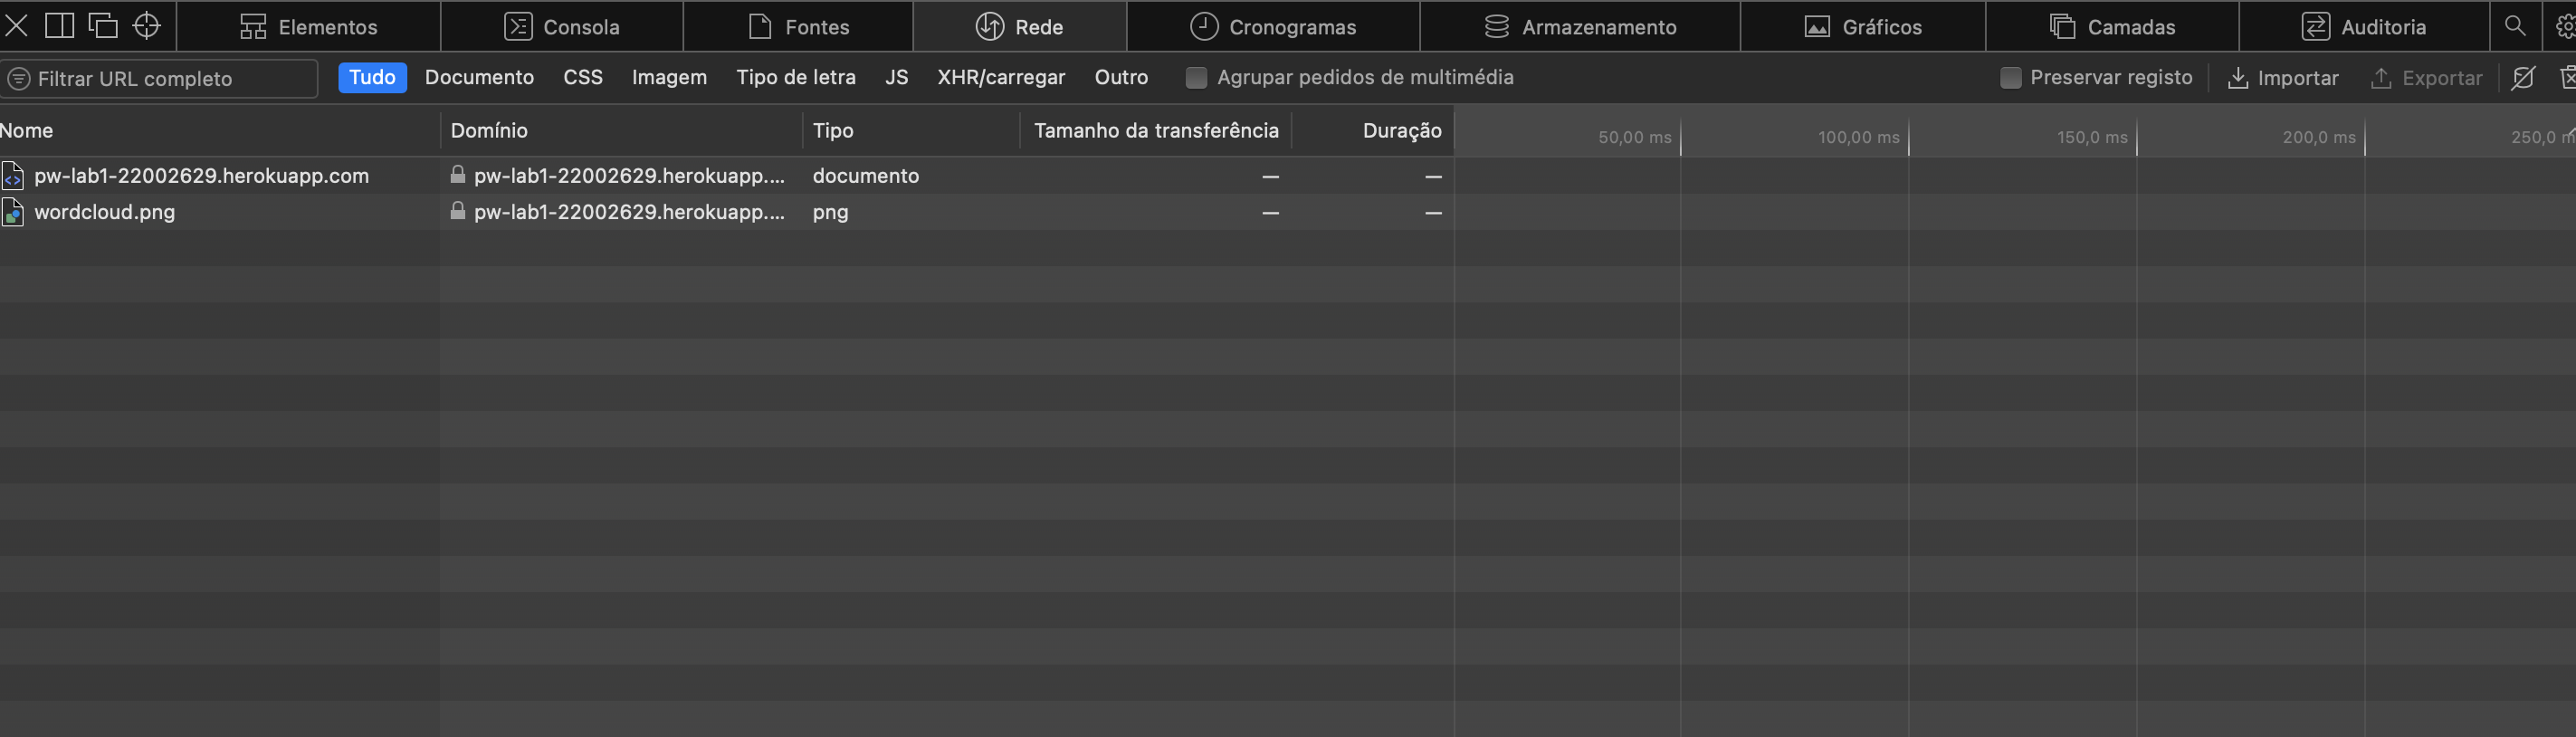 Elementos Consola Fontes Rede Cronogramas Armazenamento Gráficos Camadas Auditoria
Filtrar URL completo Tudo Documento CSS Imagem Tipo de letra JS XHR/carregar Outro Agrupar pedidos de multimédia Preservar registo Importar Exportar
Nome Domínio Tipo Tamanho da transferência Duração 50,00 ms 100,00 ms 150,0 ms 200,0 ms 250,0 m
pw-lab1-22002629.herokuapp.com pw-lab1-22002629.herokuapp.... documento — —
wordcloud.png pw-lab1-22002629.herokuapp.... png — —